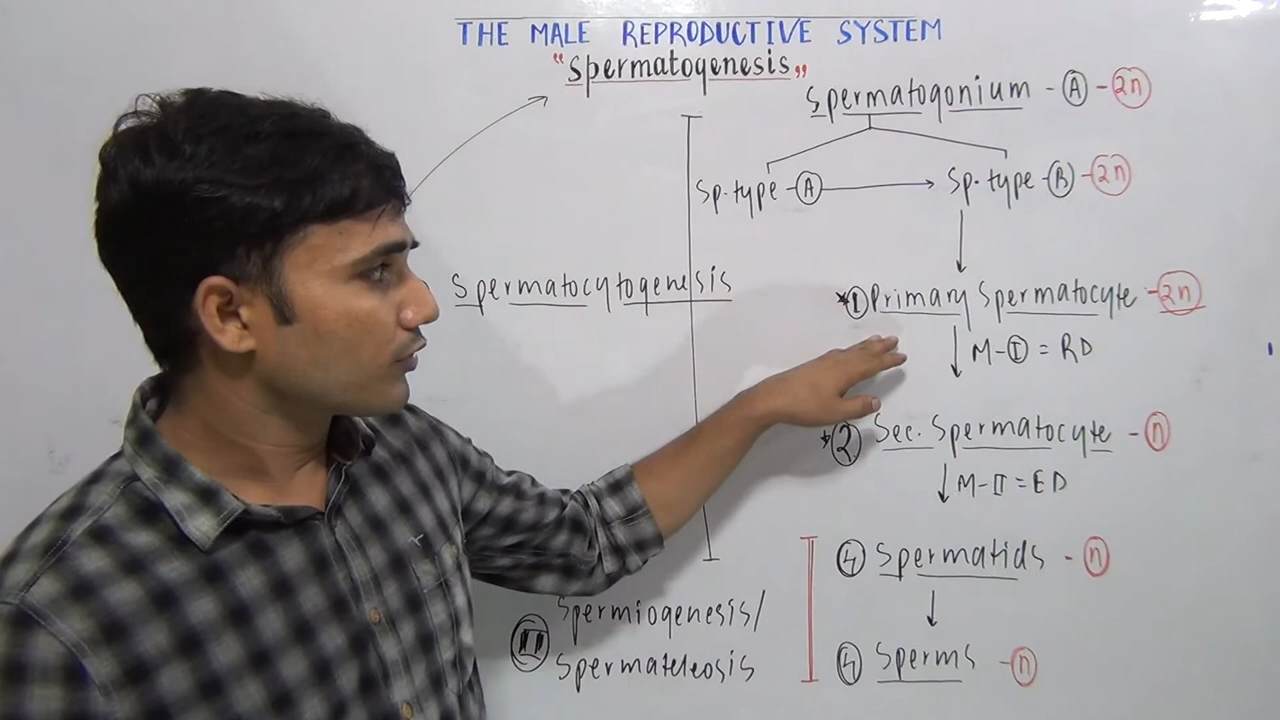 THE MALE REPRODUCTIVE SYSTEM
"Spermatogenesis"
Spermatogonium - A - 2n
Sp. type - A → Sp. type - B - 2n
Spermatocytogenesis
* 1 Primary Spermatocyte - 2n
M - I = RD
* 2 Sec. Spermatocyte - n
M - II = ED
4 Spermatids - n
II Spermiogenesis/
Spermateleosis
4 Sperms - n